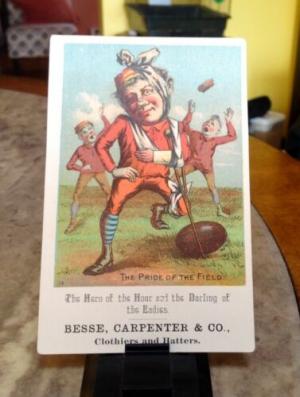 THE PRIDE OF THE FIELD
The Hero of the Hour and the Darling of
the Ladies.
BESSE, CARPENTER & CO.,
Clothiers and Hatters.